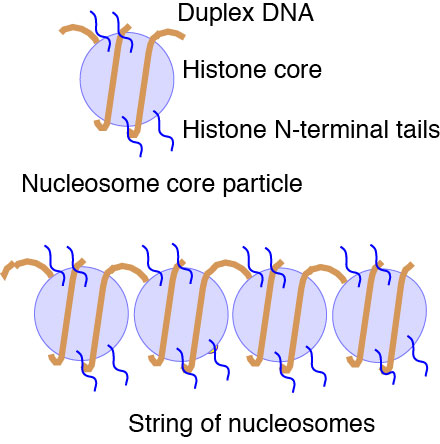 Duplex DNA
Histone core
Histone N-terminal tails
Nucleosome core particle
String of nucleosomes